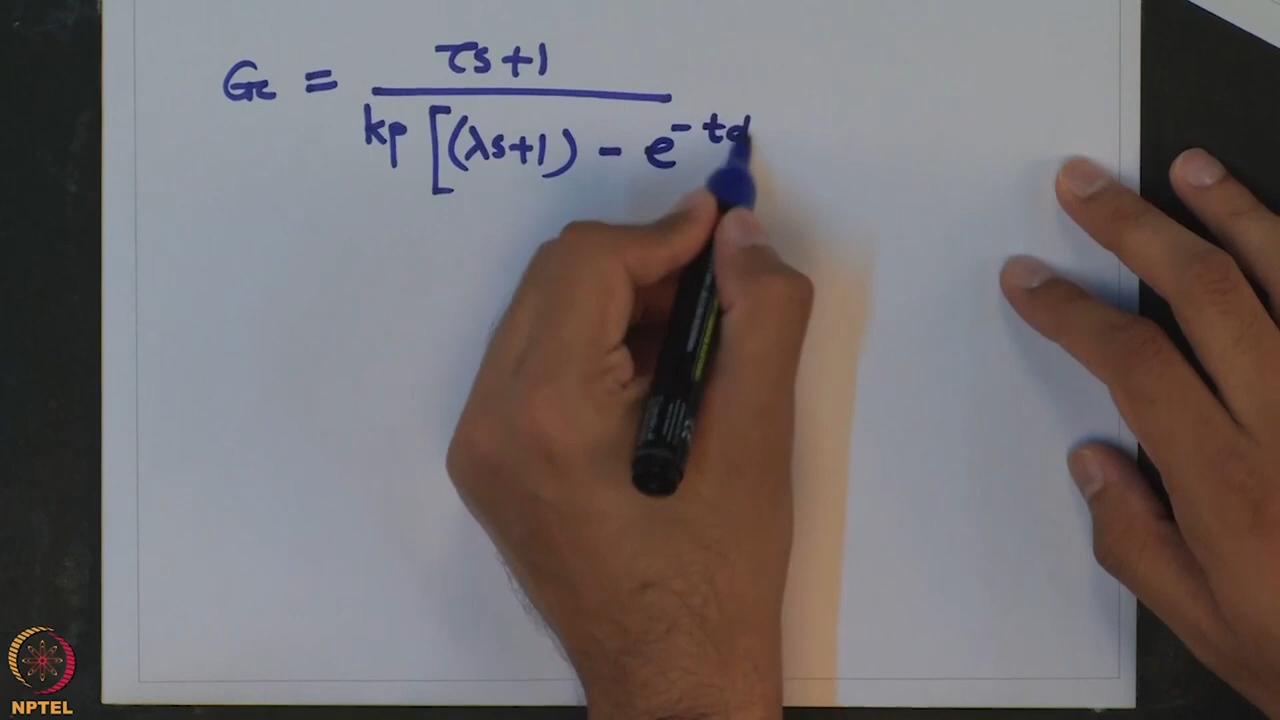 Gc = τs+1
kp [(λs+1) - e^-td
NPTEL